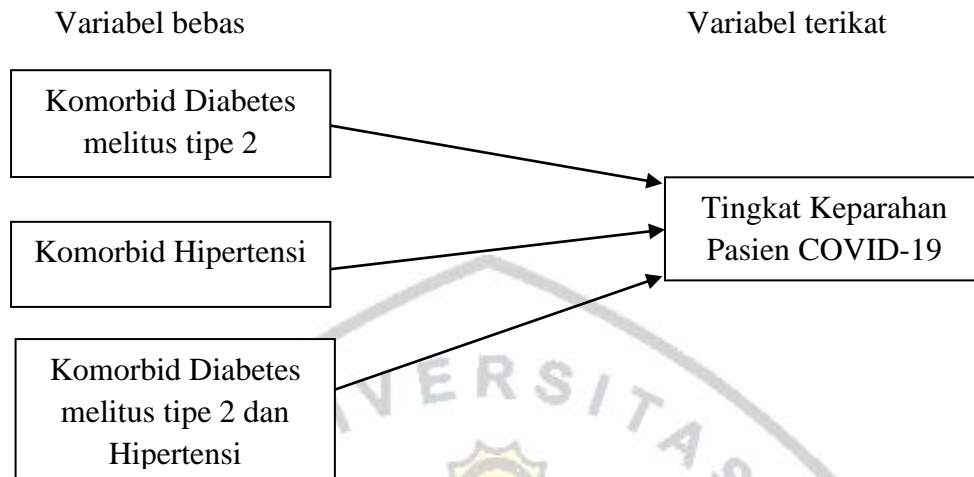 Variabel bebas
Variabel terikat
Komorbid Diabetes
melitus tipe 2
Tingkat Keparahan
Pasien COVID-19
Komorbid Hipertensi
Komorbid Diabetes
melitus tipe 2 dan
Hipertensi
VERSITAS